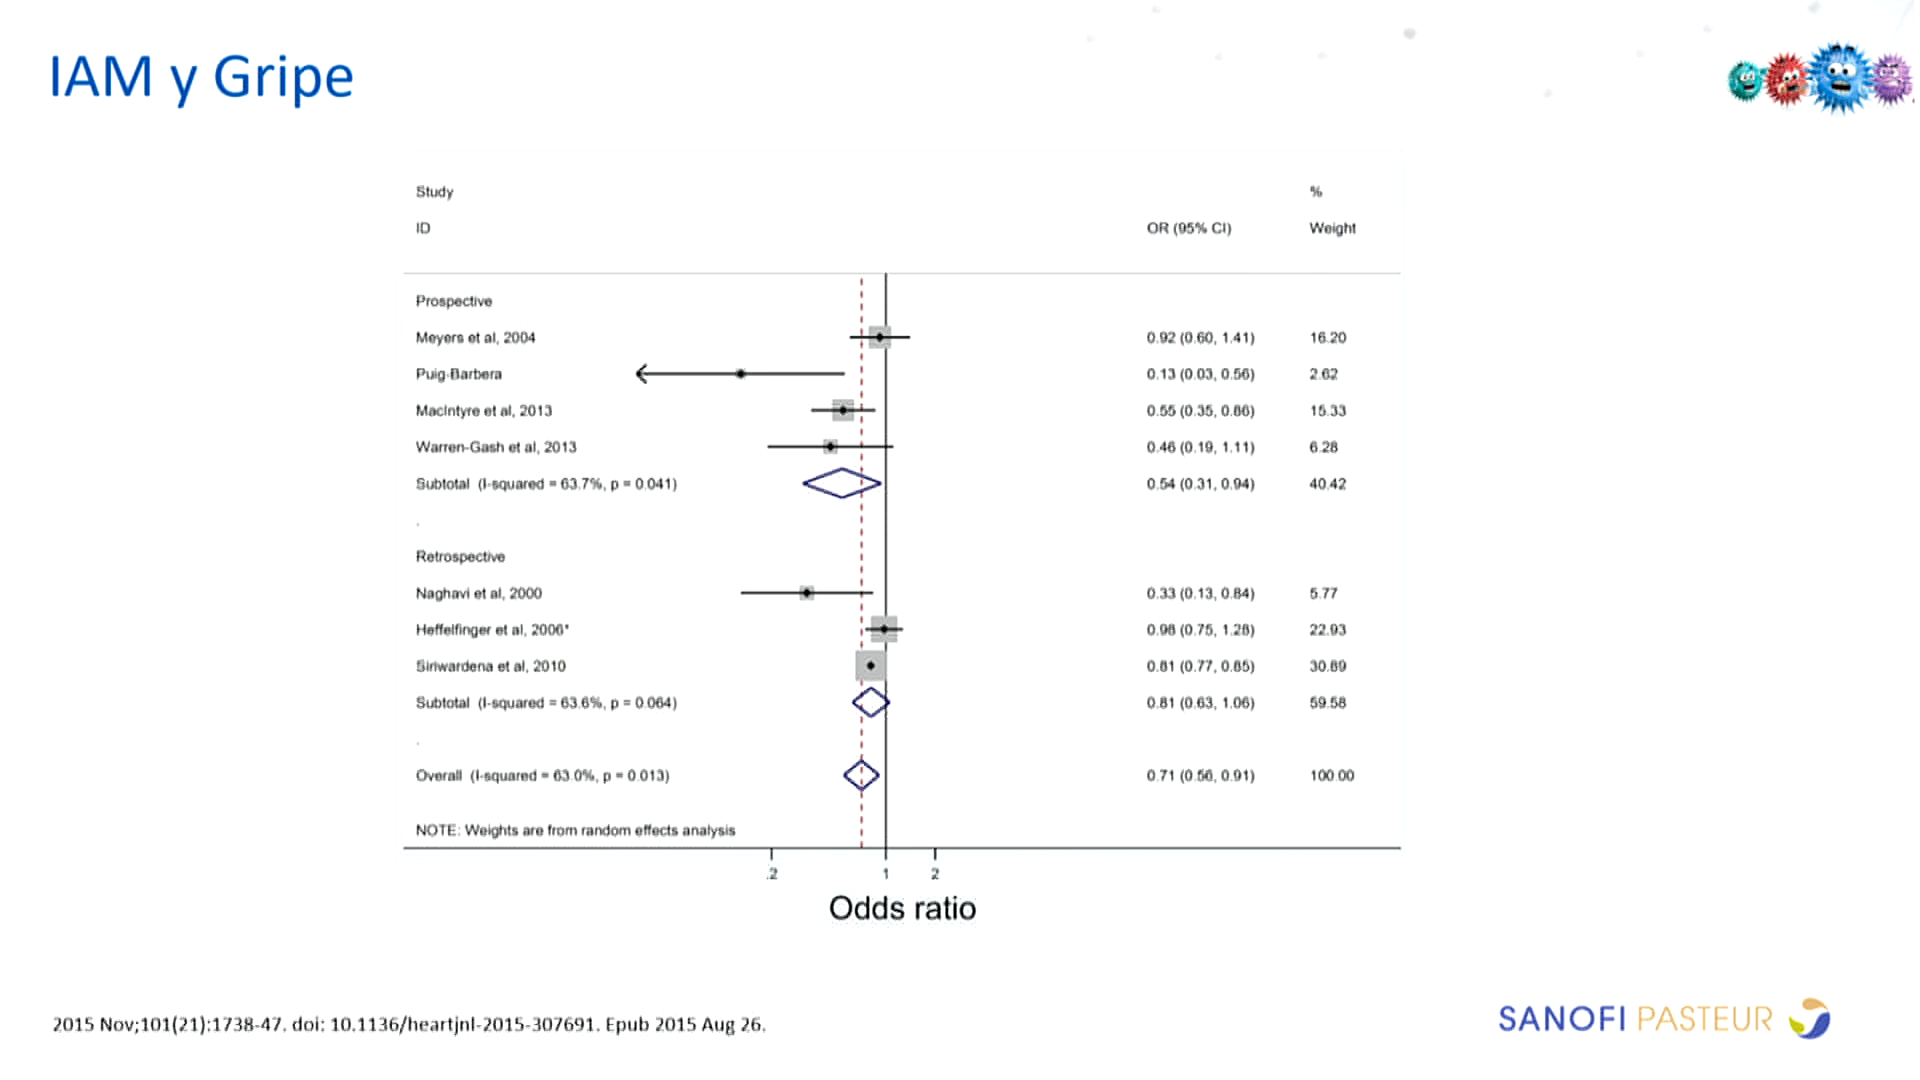 IAM y Gripe
Study %
ID OR (95% CI) Weight
Prospective
Meyers et al, 2004 0.92 (0.60, 1.41) 16.20
Puig-Barbera 0.13 (0.03, 0.56) 2.62
MacIntyre et al, 2013 0.55 (0.35, 0.86) 15.33
Warren-Gash et al, 2013 0.46 (0.19, 1.11) 6.28
Subtotal (I-squared = 63.7%, p = 0.041) 0.54 (0.31, 0.94) 40.42
.
Retrospective
Naghavi et al, 2000 0.33 (0.13, 0.84) 5.77
Heffelfinger et al, 2006* 0.98 (0.75, 1.28) 22.93
Siriwardena et al, 2010 0.81 (0.77, 0.85) 30.89
Subtotal (I-squared = 63.6%, p = 0.064) 0.81 (0.63, 1.06) 59.58
.
Overall (I-squared = 63.0%, p = 0.013) 0.71 (0.56, 0.91) 100.00
NOTE: Weights are from random effects analysis
.2 1 2
Odds ratio
2015 Nov;101(21):1738-47. doi: 10.1136/heartjnl-2015-307691. Epub 2015 Aug 26.
SANOFI PASTEUR